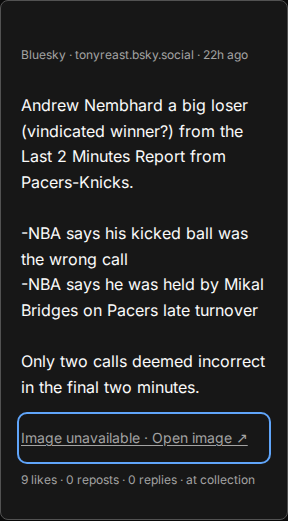 Bluesky · tonyreast.bsky.social · 22h ago
Andrew Nembhard a big loser
(vindicated winner?) from the
Last 2 Minutes Report from
Pacers-Knicks.
-NBA says his kicked ball was
the wrong call
-NBA says he was held by Mikal
Bridges on Pacers late turnover
Only two calls deemed incorrect
in the final two minutes.
Image unavailable · Open image ↗
9 likes · 0 reposts · 0 replies · at collection